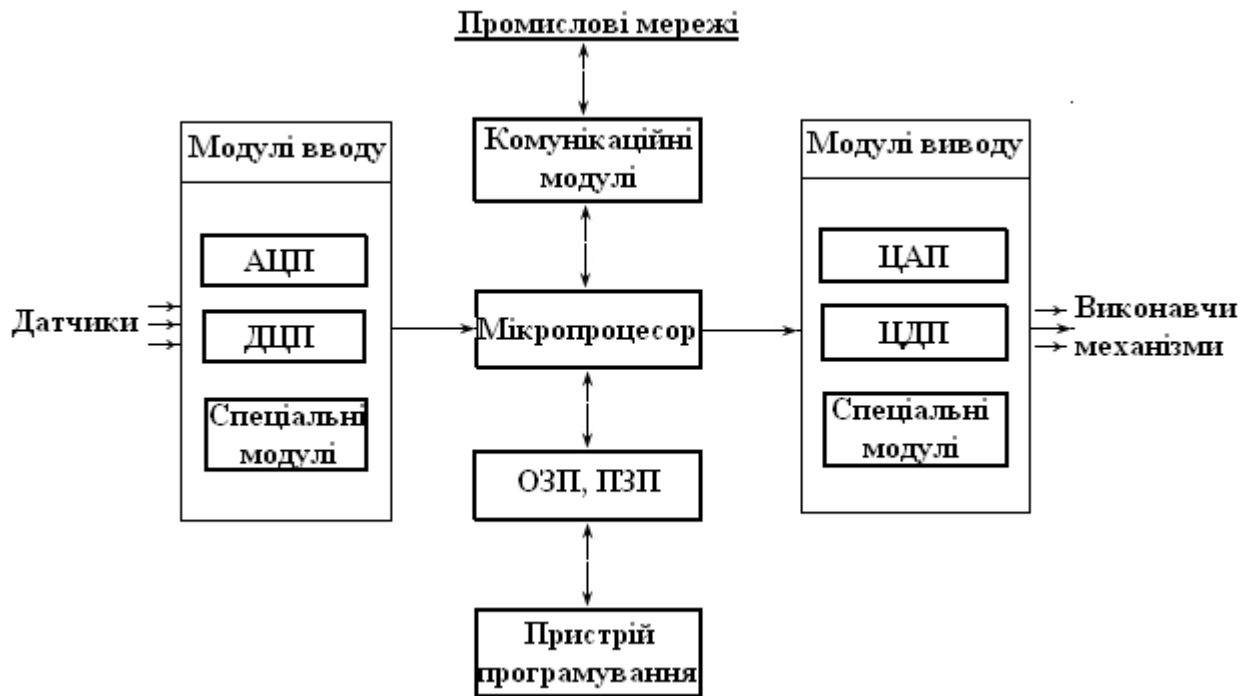 Промислові мережі
Модулі вводу
Комунікаційні
модулі
Модулі виводу
АЦП
ЦАП
Датчики
ДЦП
Мікропроцесор
ЦДП
Виконавчи
механізми
Спеціальні
модулі
Спеціальні
модулі
ОЗП, ПЗП
Пристрій
програмування